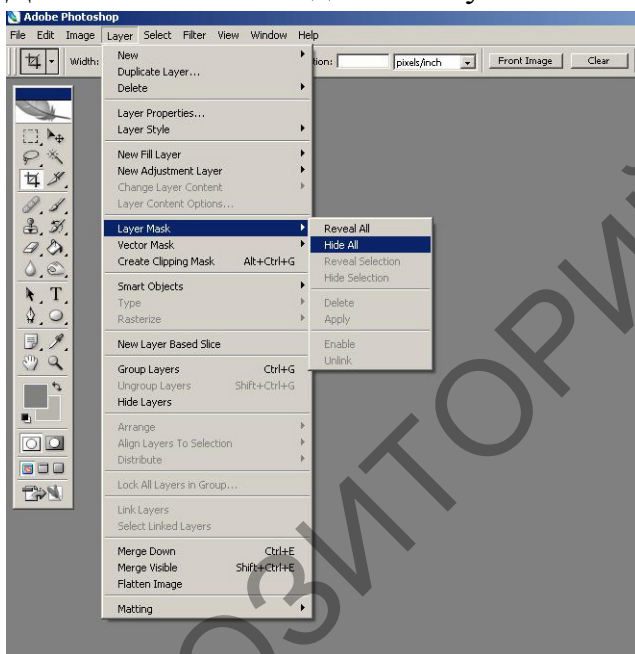 Adobe Photoshop
File Edit Image Layer Select Filter View Window Help
Width: tion: pixels/inch Front Image Clear
New
Duplicate Layer...
Delete
Layer Properties...
Layer Style
New Fill Layer
New Adjustment Layer
Change Layer Content
Layer Content Options...
Layer Mask
Reveal All
Vector Mask
Hide All
Create Clipping Mask Alt+Ctrl+G
Reveal Selection
Hide Selection
Smart Objects
Type
Delete
Rasterize
Apply
New Layer Based Slice
Enable
Unlink
Group Layers Ctrl+G
Ungroup Layers Shift+Ctrl+G
Hide Layers
Arrange
Align Layers To Selection
Distribute
Lock All Layers in Group...
Link Layers
Select Linked Layers
Merge Down Ctrl+E
Merge Visible Shift+Ctrl+E
Flatten Image
Matting
ОЗИТОРИЙ